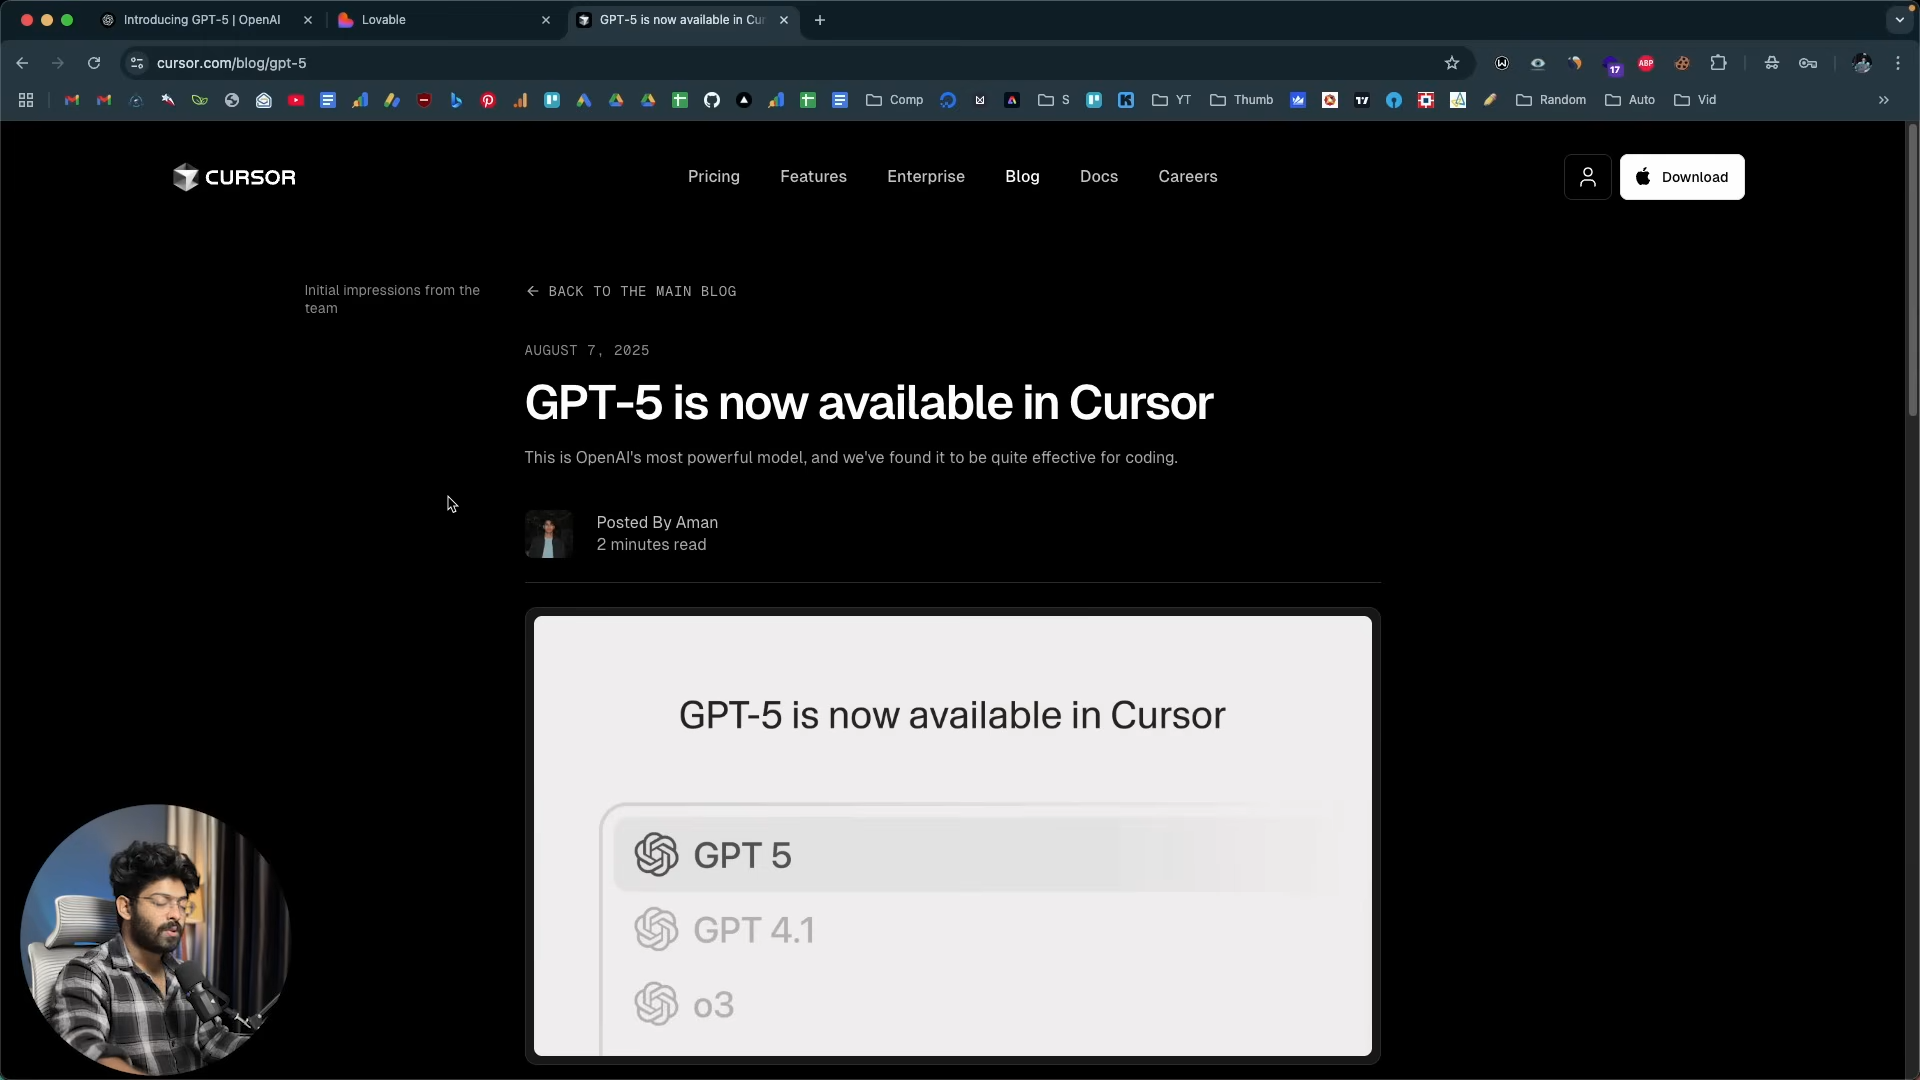 Introducing GPT-5 | OpenAI
Lovable
GPT-5 is now available in Cur
cursor.com/blog/gpt-5
17
ABP
Comp
S
YT
Thumb
Random
Auto
Vid
CURSOR
Pricing
Features
Enterprise
Blog
Docs
Careers
Download
Initial impressions from the
team
← BACK TO THE MAIN BLOG
AUGUST 7, 2025
GPT-5 is now available in Cursor
This is OpenAI's most powerful model, and we've found it to be quite effective for coding.
Posted By Aman
2 minutes read
GPT-5 is now available in Cursor
GPT 5
GPT 4.1
o3